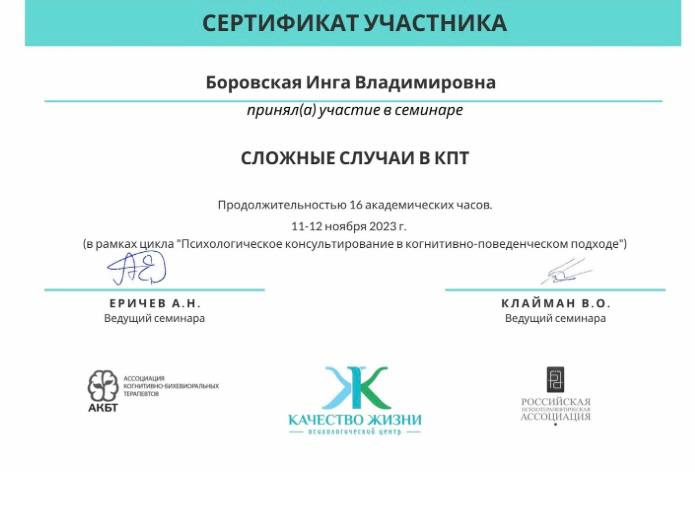 СЕРТИФИКАТ УЧАСТНИКА
Боровская Инга Владимировна
принял(а) участие в семинаре
СЛОЖНЫЕ СЛУЧАИ В КПТ
Продолжительностью 16 академических часов.
11-12 ноября 2023 г.
(в рамках цикла "Психологическое консультирование в когнитивно-поведенческом подходе")
ЕРИЧЕВ А.Н.
Ведущий семинара
КЛАЙМАН В.О.
Ведущий семинара
АССОЦИАЦИЯ
КОГНИТИВНО-БИХЕВИОРАЛЬНЫХ
ТЕРАПЕВТОВ
АКБТ
КАЧЕСТВО ЖИЗНИ
ПСИХОЛОГИЧЕСКИЙ ЦЕНТР
РОССИЙСКАЯ
ПСИХОТЕРАПЕВТИЧЕСКАЯ
АССОЦИАЦИЯ